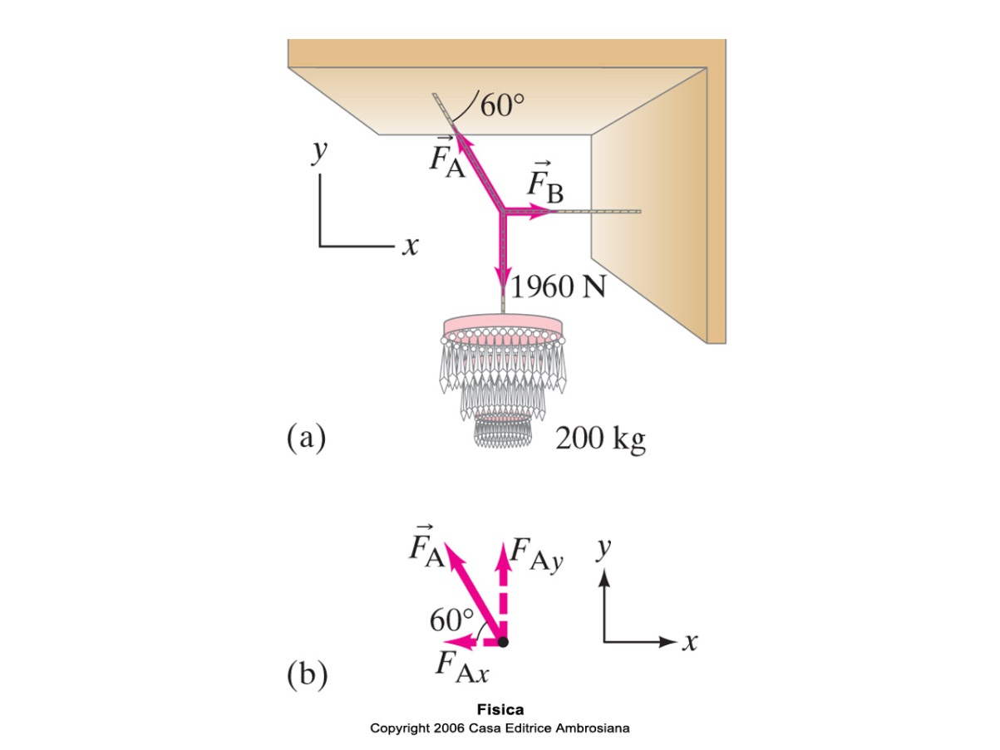 60°
y
F⃗A
F⃗B
x
1960 N
(a)
200 kg
F⃗A
FAy
y
60°
x
FAx
(b)
Fisica
Copyright 2006 Casa Editrice Ambrosiana